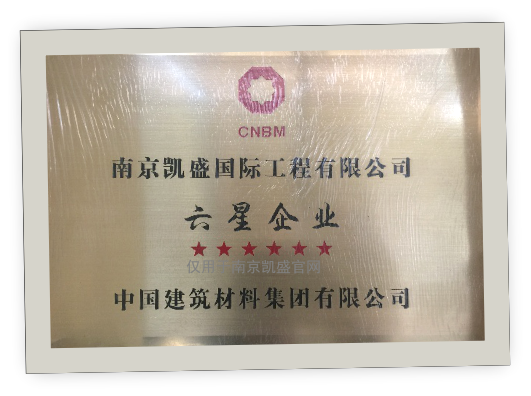 CNBM
南京凯盛国际工程有限公司
六星企业
★★★★★★
仅用于南京凯盛官网
中国建筑材料集团有限公司